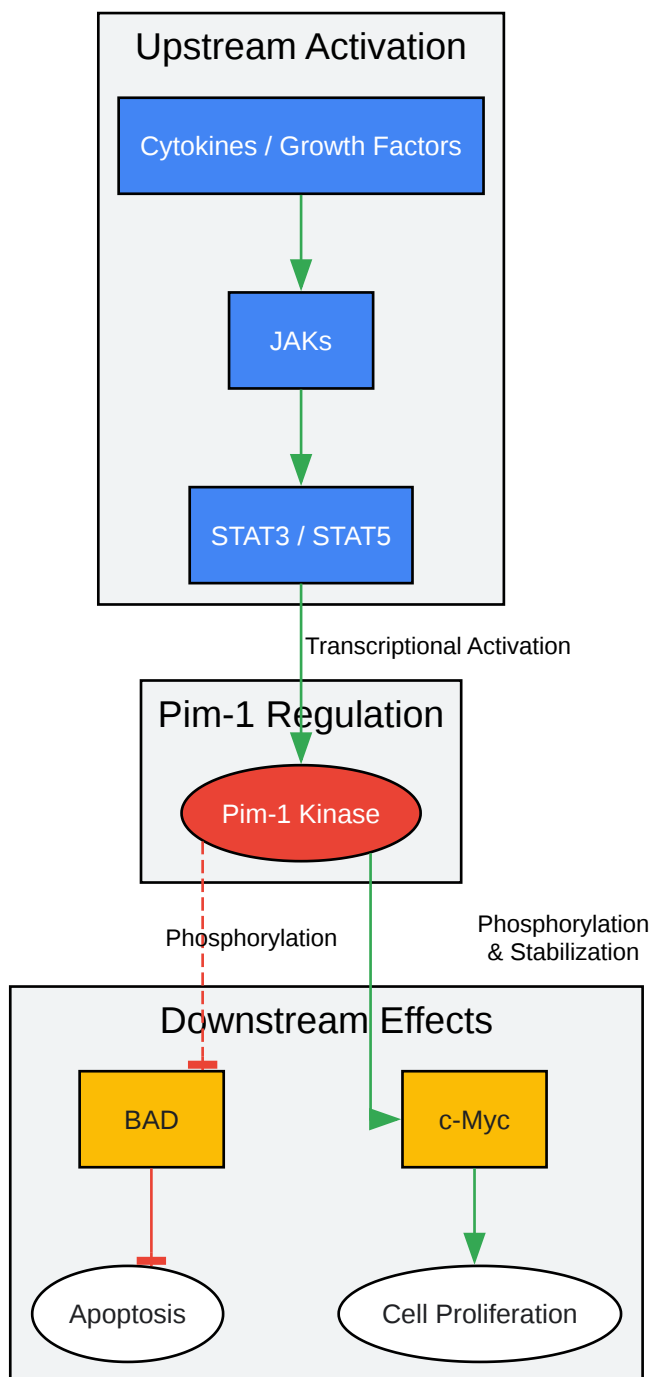 Upstream Activation
Cytokines / Growth Factors
JAKs
STAT3 / STAT5
Transcriptional Activation
Pim-1 Regulation
Pim-1 Kinase
Phosphorylation
Phosphorylation
& Stabilization
Downstream Effects
BAD
c-Myc
Apoptosis
Cell Proliferation